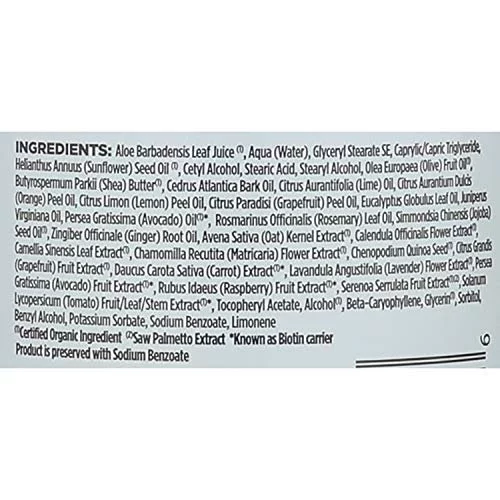 INGREDIENTS: Aloe Barbadensis Leaf Juice (1), Aqua (Water), Glyceryl Stearate SE, Caprylic/Capric Triglyceride,
Helianthus Annuus (Sunflower) Seed Oil (1), Cetyl Alcohol, Stearic Acid, Stearyl Alcohol, Olea Europaea (Olive) Fruit Oil(1),
Butyrospermum Parkii (Shea) Butter(1), Cedrus Atlantica Bark Oil, Citrus Aurantifolia (Lime) Oil, Citrus Aurantium Dulcis
(Orange) Peel Oil, Citrus Limon (Lemon) Peel Oil, Citrus Paradisi (Grapefruit) Peel Oil, Eucalyptus Globulus Leaf Oil, Juniperus
Virginiana Oil, Persea Gratissima (Avocado) Oil(1)*, Rosmarinus Officinalis (Rosemary) Leaf Oil, Simmondsia Chinensis (Jojoba)
Seed Oil(1), Zingiber Officinale (Ginger) Root Oil, Avena Sativa (Oat) Kernel Extract(1), Calendula Officinalis Flower Extract(1),
Camellia Sinensis Leaf Extract(1), Chamomilla Recutita (Matricaria) Flower Extract(1), Chenopodium Quinoa Seed(1), Citrus Grandis
(Grapefruit) Fruit Extract(1), Daucus Carota Sativa (Carrot) Extract(1)*, Lavandula Angustifolia (Lavender) Flower Extract(1), Persea
Gratissima (Avocado) Fruit Extract(1)*, Rubus Idaeus (Raspberry) Fruit Extract(1)*, Serenoa Serrulata Fruit Extract(1)(2), Solanum
Lycopersicum (Tomato) Fruit/Leaf/Stem Extract(1)*, Tocopheryl Acetate, Alcohol(1), Beta-Caryophyllene, Glycerin(1), Sorbitol,
Benzyl Alcohol, Potassium Sorbate, Sodium Benzoate, Limonene
(1)Certified Organic Ingredient (2)Saw Palmetto Extract *Known as Biotin carrier
Product is preserved with Sodium Benzoate
6